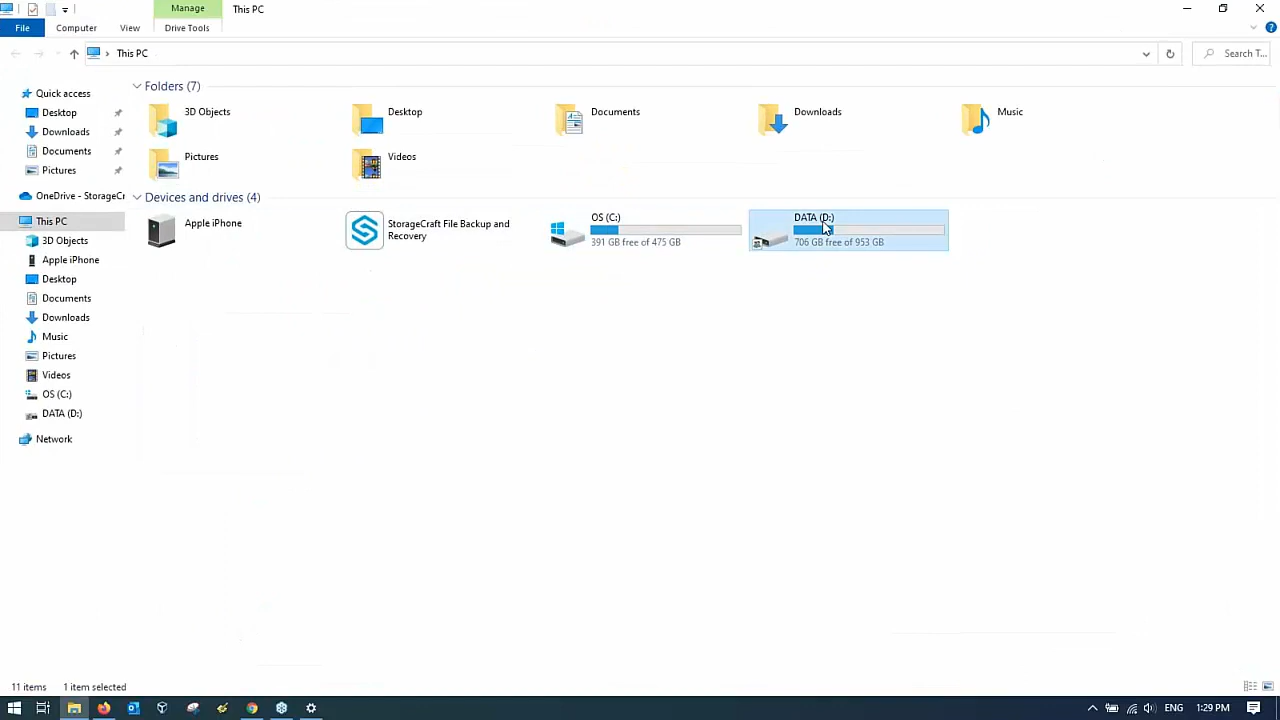 Manage
This PC
File
Computer
View
Drive Tools
This PC
Search T...
Quick access
Desktop
Downloads
Documents
Pictures
OneDrive - StorageCr
This PC
3D Objects
Apple iPhone
Desktop
Documents
Downloads
Music
Pictures
Videos
OS (C:)
DATA (D:)
Network
Folders (7)
3D Objects
Desktop
Documents
Downloads
Music
Pictures
Videos
Devices and drives (4)
Apple iPhone
StorageCraft File Backup and
Recovery
OS (C:)
391 GB free of 475 GB
DATA (D:)
706 GB free of 953 GB
11 items
1 item selected
ENG
1:29 PM